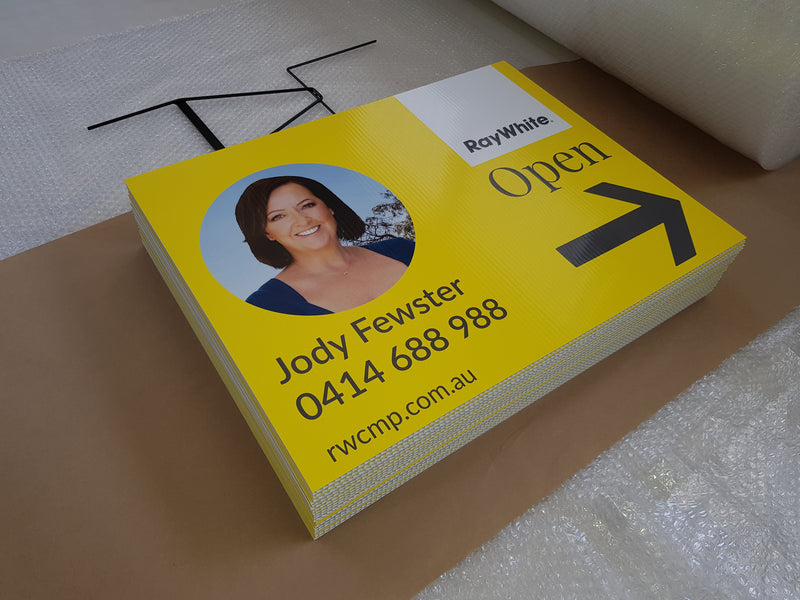 RayWhite.
Open
Jody Fewster
0414 688 988
rwcmp.com.au